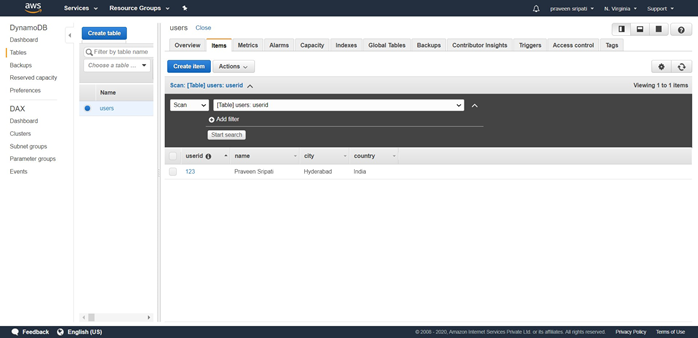 aws Services Resource Groups praveen sripati N. Virginia Support
DynamoDB
Dashboard
Tables
Backups
Reserved capacity
Preferences
DAX
Dashboard
Clusters
Subnet groups
Parameter groups
Events
Create table
Filter by table name
Choose a table ...
Name
users
users Close
Overview Items Metrics Alarms Capacity Indexes Global Tables Backups Contributor Insights Triggers Access control Tags
Create item Actions
Scan: [Table] users: userid Viewing 1 to 1 items
Scan [Table] users: userid
Add filter
Start search
userid name city country
123 Praveen Sripati Hyderabad India
Feedback English (US) © 2008 - 2020, Amazon Internet Services Private Ltd. or its affiliates. All rights reserved. Privacy Policy Terms of Use